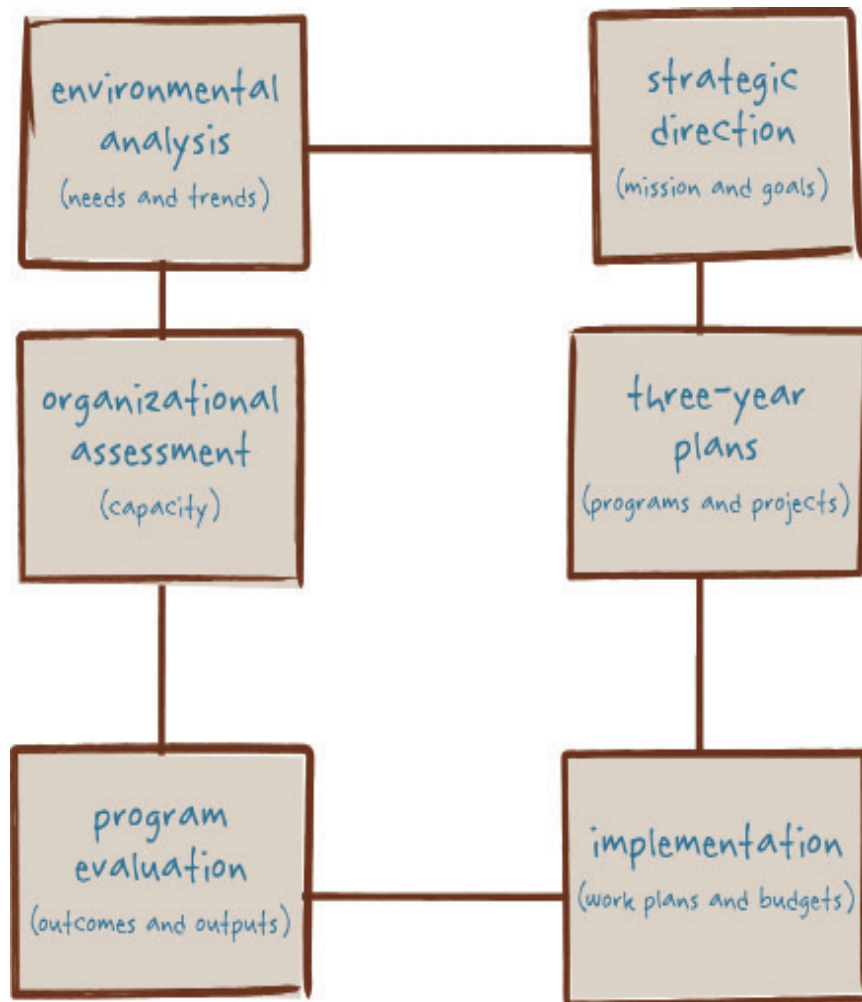 environmental
analysis
(needs and trends)
strategic
direction
(mission and goals)
organizational
assessment
(capacity)
three-year
plans
(programs and projects)
program
evaluation
(outcomes and outputs)
implementation
(work plans and budgets)